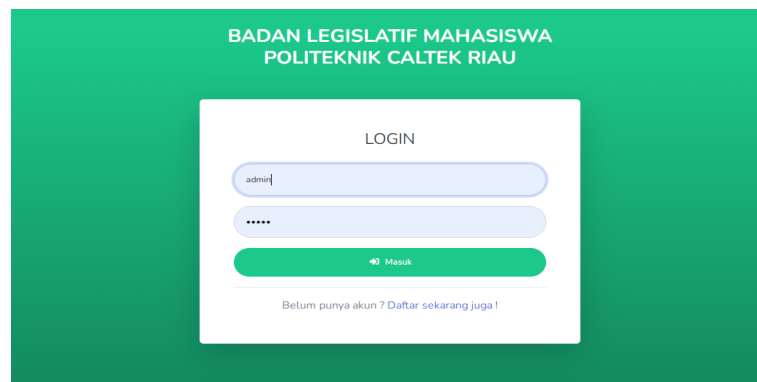 BADAN LEGISLATIF MAHASISWA
POLITEKNIK CALTEK RIAU
LOGIN
admin
•••••
Masuk
Belum punya akun ? Daftar sekarang juga !